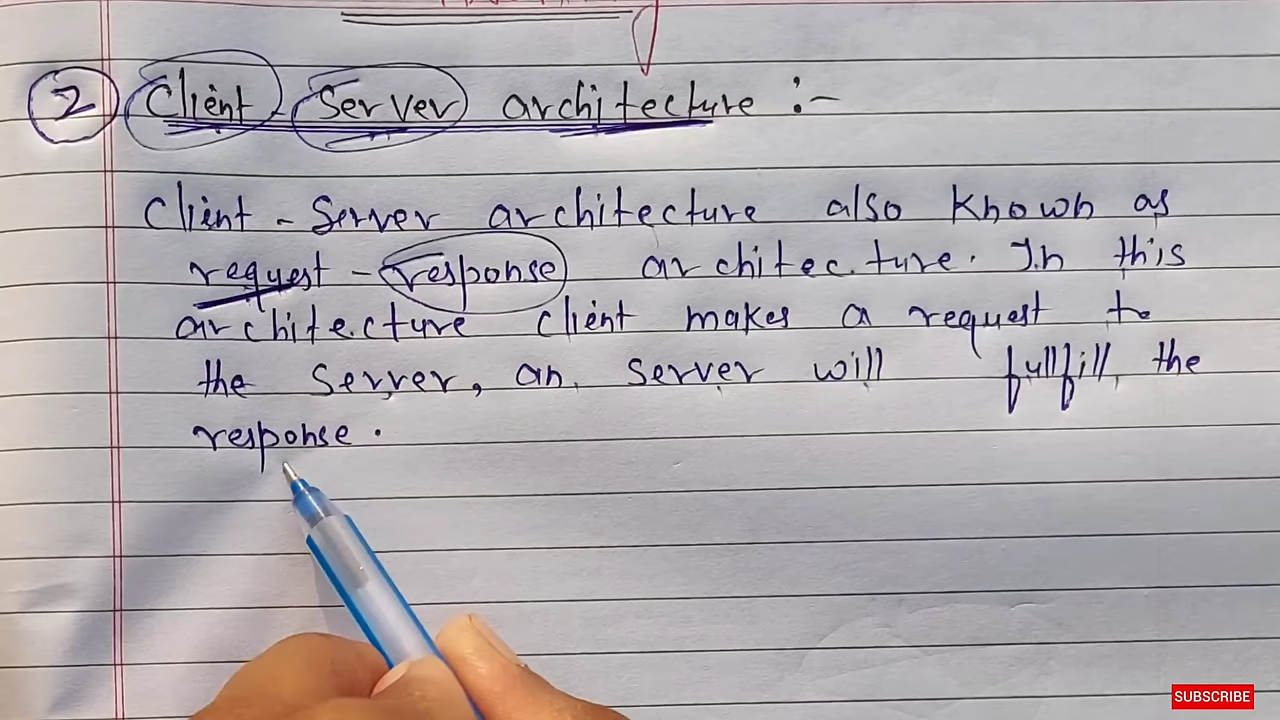 2 Client - Server architecture :-
Client - Server architecture also known as
request - response architecture. In this
architecture client makes a request to
the Server, an server will fullfill the
response.
SUBSCRIBE